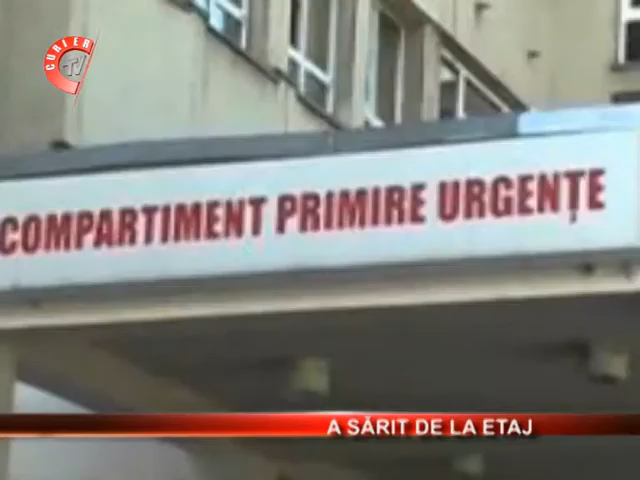 CURIER
TV
COMPARTIMENT PRIMIRE URGENȚE
A SĂRIT DE LA ETAJ